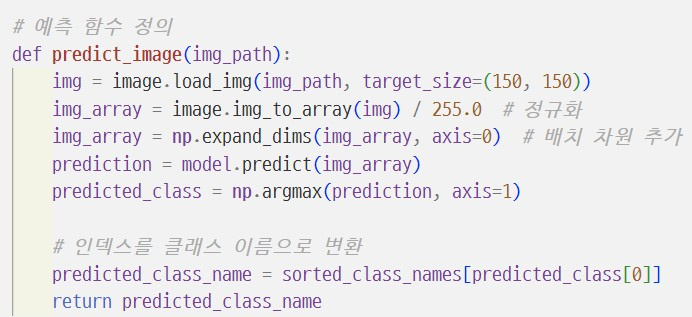 # 예측 함수 정의
def predict_image(img_path):
img = image.load_img(img_path, target_size=(150, 150))
img_array = image.img_to_array(img) / 255.0 # 정규화
img_array = np.expand_dims(img_array, axis=0) # 배치 차원 추가
prediction = model.predict(img_array)
predicted_class = np.argmax(prediction, axis=1)
# 인덱스를 클래스 이름으로 변환
predicted_class_name = sorted_class_names[predicted_class[0]]
return predicted_class_name